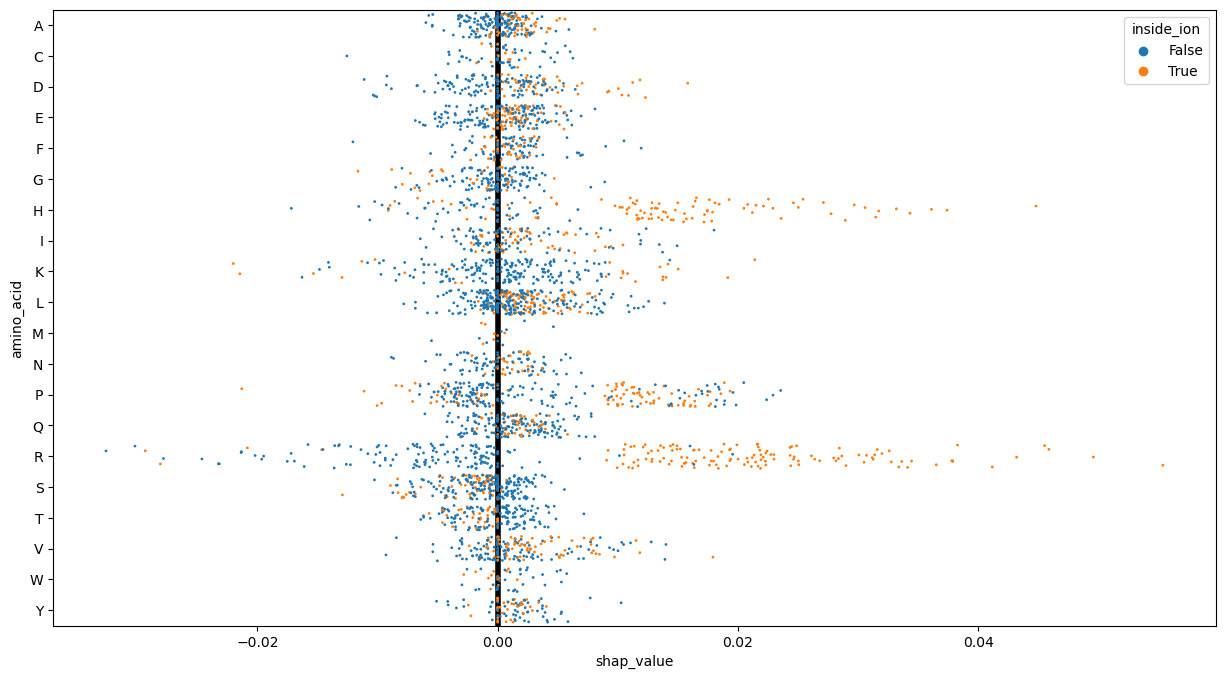 inside_ion
False
True
amino_acid
A
C
D
E
F
G
H
I
K
L
M
N
P
Q
R
S
T
V
W
Y
−0.02
0.00
0.02
0.04
shap_value